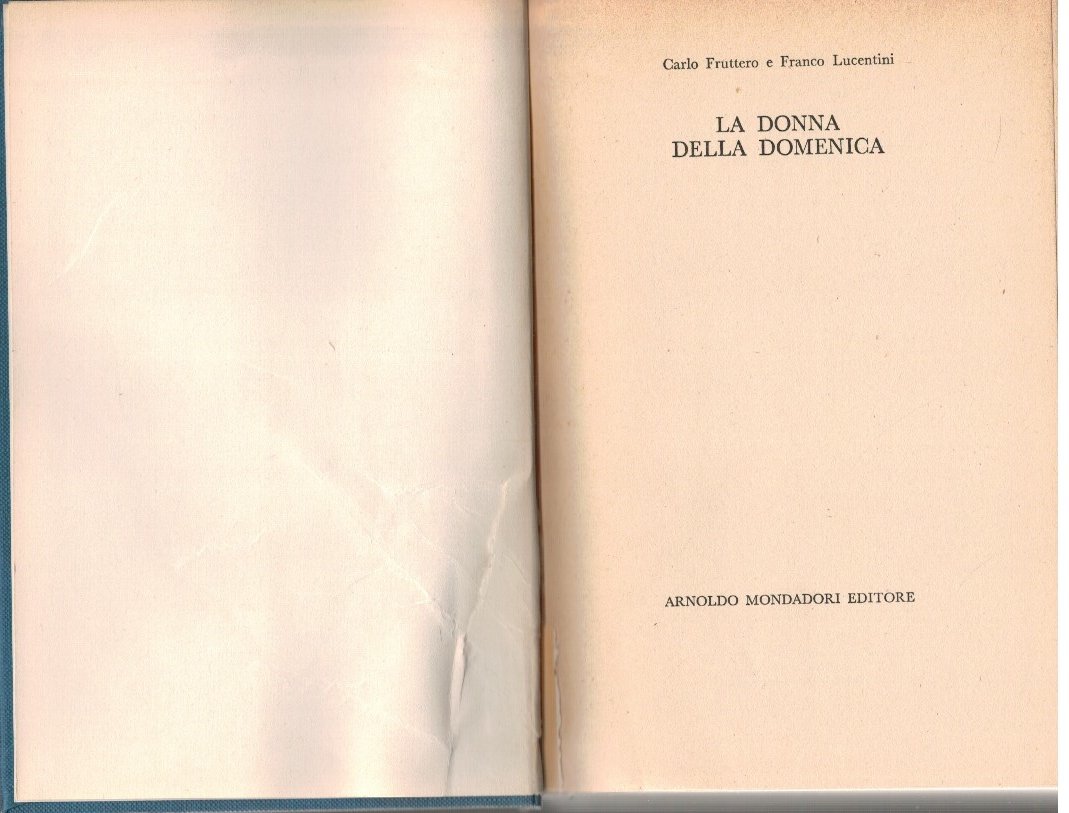 Carlo Fruttero e Franco Lucentini
LA DONNA
DELLA DOMENICA
ARNOLDO MONDADORI EDITORE